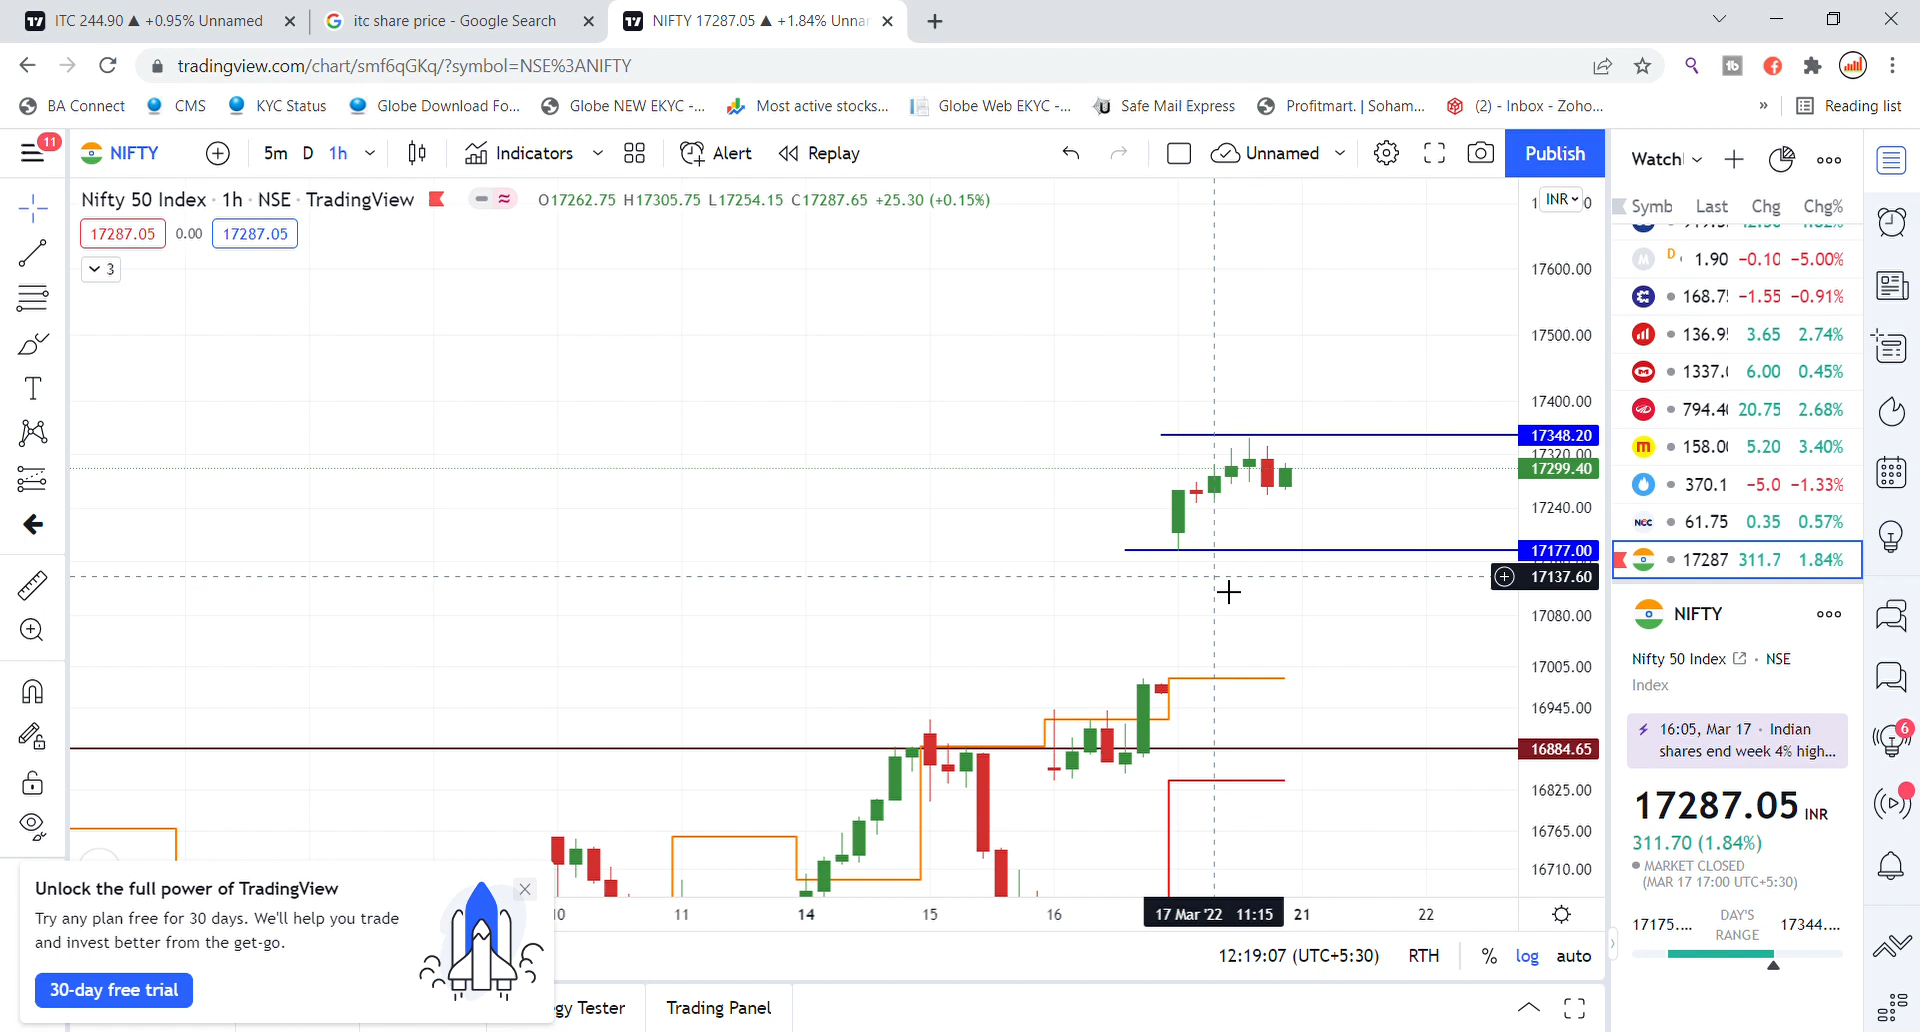 ITC 244.90 ▲ +0.95% Unnamed
itc share price - Google Search
NIFTY 17287.05 ▲ +1.84% Unna
tradingview.com/chart/smf6qGKq/?symbol=NSE%3ANIFTY
BA Connect
CMS
KYC Status
Globe Download Fo...
Globe NEW EKYC -...
Most active stocks...
Globe Web EKYC -...
Safe Mail Express
Profitmart. | Soham...
(2) - Inbox - Zoho...
»
Reading list
11
NIFTY
5m D 1h
Indicators
Alert
Replay
Unnamed
Publish
Watchl
Nifty 50 Index · 1h · NSE · TradingView
O17262.75 H17305.75 L17254.15 C17287.65 +25.30 (+0.15%)
17287.05 0.00 17287.05
3
INR
Symb Last Chg Chg%
D 1.90 −0.10 −5.00%
168.7 −1.55 −0.91%
136.9 3.65 2.74%
1337. 6.00 0.45%
794.4 20.75 2.68%
158.0 5.20 3.40%
370.1 −5.0 −1.33%
NCC 61.75 0.35 0.57%
17287 311.7 1.84%
17600.00
17500.00
17400.00
17348.20
17320.00
17299.40
17240.00
17177.00
17137.60
17080.00
17005.00
16945.00
16884.65
16825.00
16765.00
16710.00
10 11 14 15 16 17 Mar '22 11:15 21 22
12:19:07 (UTC+5:30) RTH % log auto
NIFTY
Nifty 50 Index · NSE
Index
16:05, Mar 17 · Indian
shares end week 4% high...
17287.05 INR
311.70 (1.84%)
MARKET CLOSED
(MAR 17 17:00 UTC+5:30)
17175.... DAY'S RANGE 17344....
6
Unlock the full power of TradingView
Try any plan free for 30 days. We'll help you trade
and invest better from the get-go.
30-day free trial
gy Tester
Trading Panel